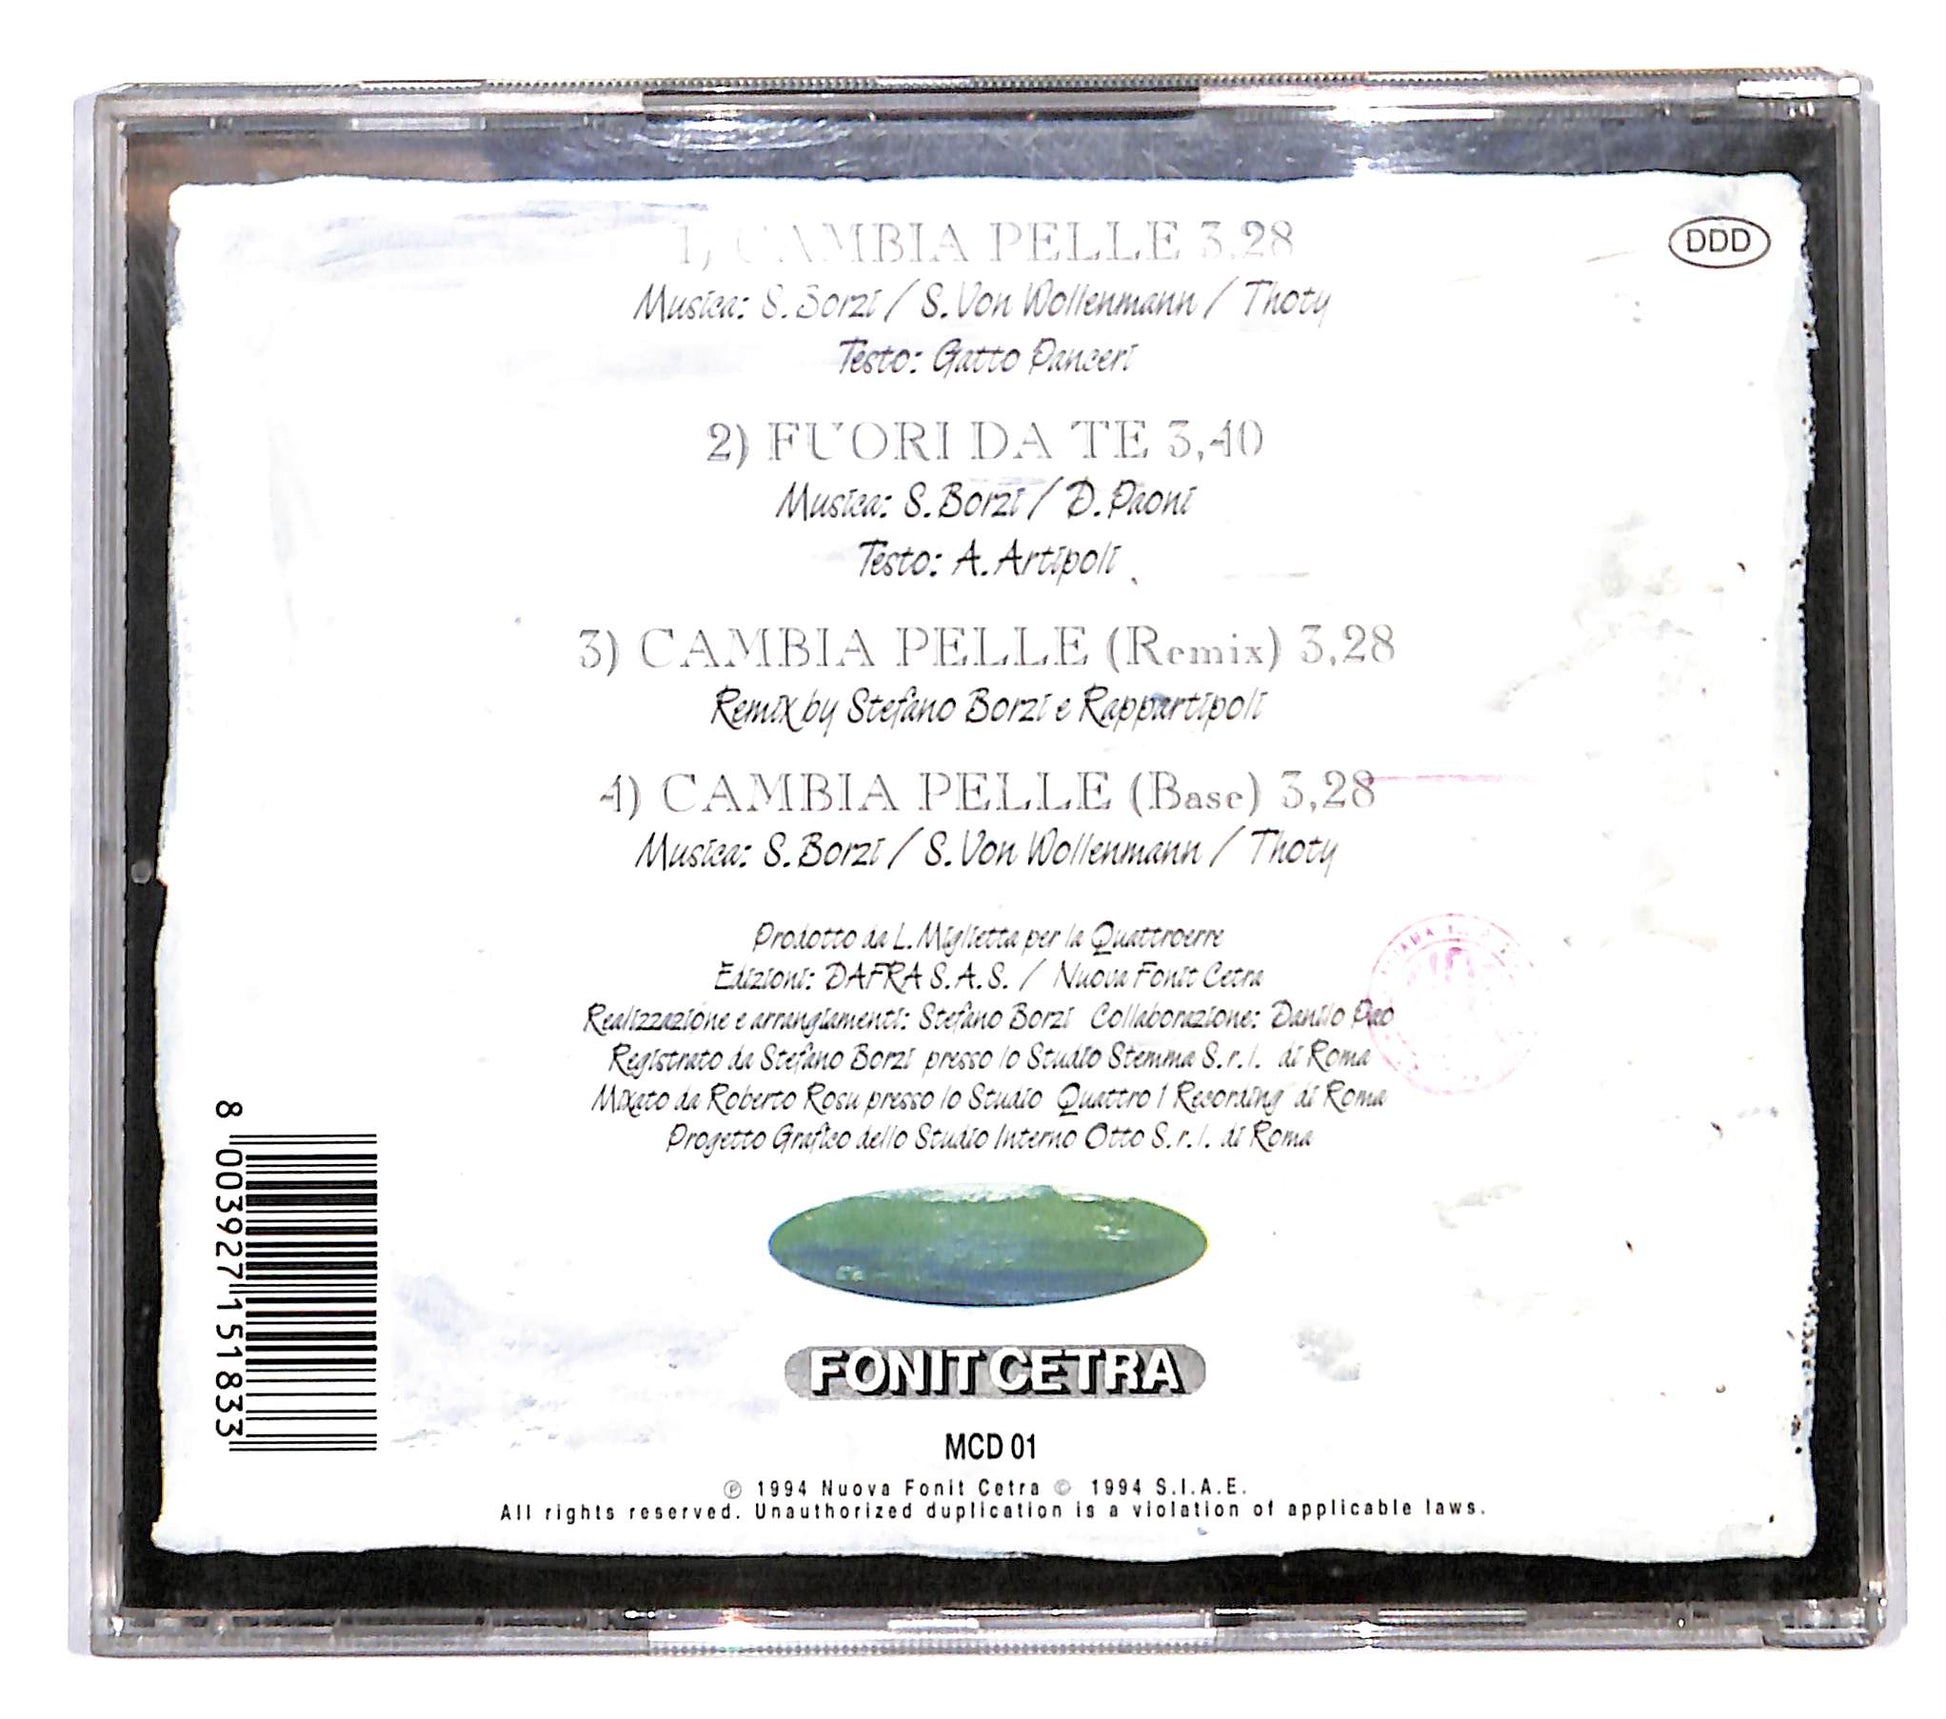 1) CAMBIA PELLE 3,28
DDD
Musica: S. Borzi / S. Von Wollenmann / Thoty
Testo: Gatto Panceri
2) FUORI DA TE 3,40
Musica: S. Borzi / D. Paoni
Testo: A. Artipoli
3) CAMBIA PELLE (Remix) 3,28
Remix by Stefano Borzi e Rappartipoli
4) CAMBIA PELLE (Base) 3,28
Musica: S. Borzi / S. Von Wollenmann / Thoty
Prodotto da L. Miglietta per la Quattroerre
Edizioni: DAFRA S.A.S. / Nuova Fonit Cetra
Realizzazione e arrangiamenti: Stefano Borzi Collaborazione: Danilo Pao
Registrato da Stefano Borzi presso lo Studio Stemma S.r.l. di Roma
Mixato da Roberto Rosu presso lo Studio Quattro 1 Recording di Roma
Progetto Grafico dello Studio Interno Otto S.r.l. di Roma
8 003927 151833
FONIT CETRA
MCD 01
℗ 1994 Nuova Fonit Cetra © 1994 S.I.A.E.
All rights reserved. Unauthorized duplication is a violation of applicable laws.